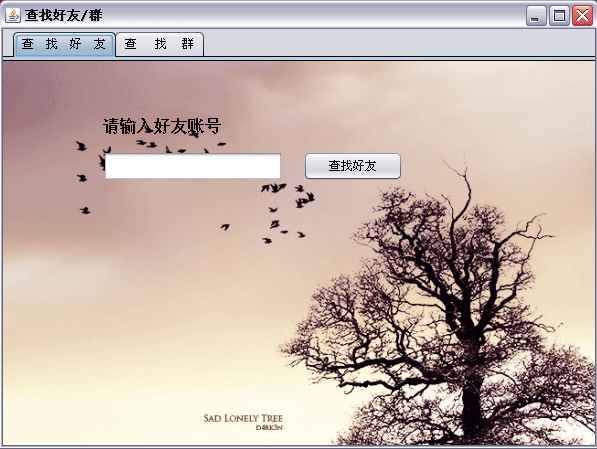 查找好友/群
查 找 好 友 查 找 群
请输入好友账号
查找好友
SAD LONELY TREE
D4RK3N